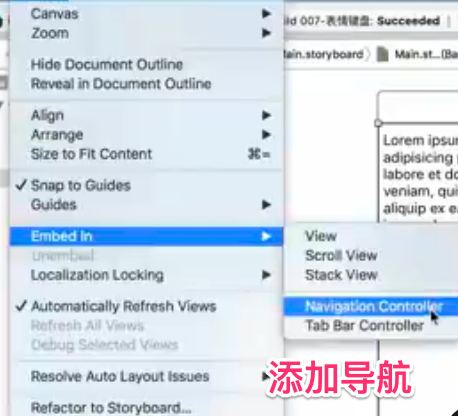 Canvas
Zoom
ild 007-表情键盘: Succeeded
Main.storyboard
Main.st...(Ba
Hide Document Outline
Reveal in Document Outline
Align
Arrange
Size to Fit Content ⌘=
Snap to Guides
Guides
Embed In
Unembed
Localization Locking
Automatically Refresh Views
Refresh All Views
Debug Selected Views
Resolve Auto Layout Issues
Refactor to Storyboard...
View
Scroll View
Stack View
Navigation Controller
Tab Bar Controller
Lorem ipsu
adipisicing
labore et do
veniam, qui
aliquip ex e
添加导航